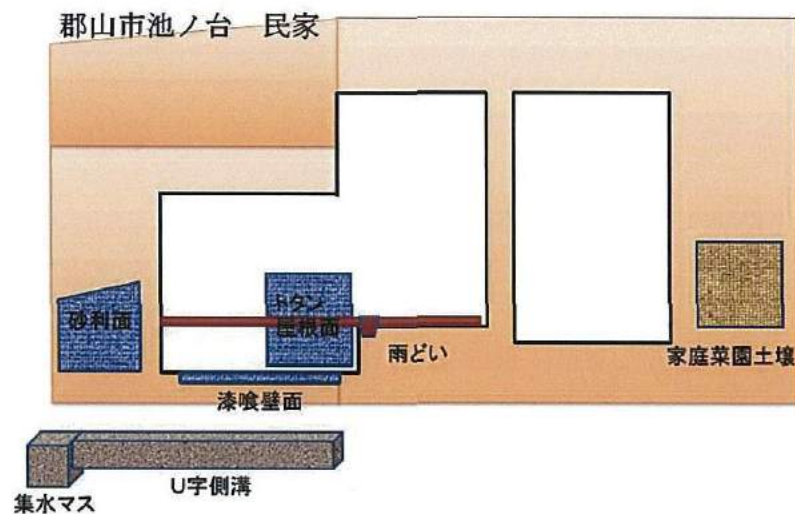 郡山市池ノ台 民家
砂利面
トタン
屋根面
雨どい
家庭菜園土壌
漆喰壁面
U字側溝
集水マス